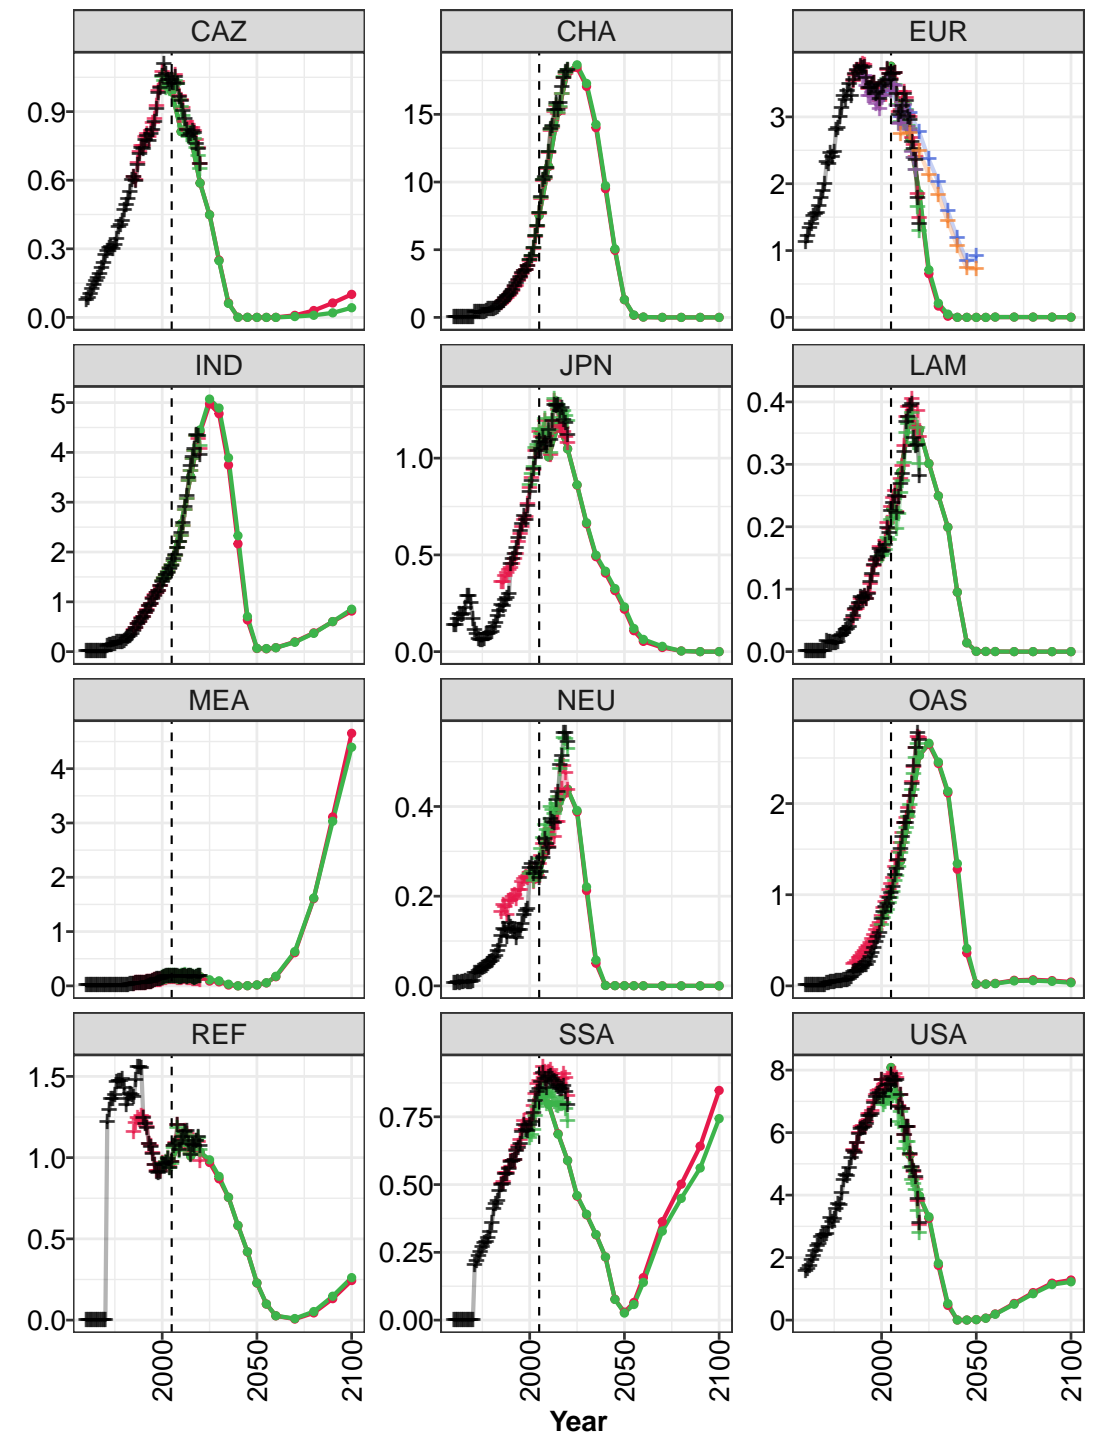 CAZ CHA EUR
0.9 15 3
0.6 10 2
0.3 5 1
0.0 0 0
IND JPN LAM
5 1.0 0.4
4 0.5 0.3
3 0.0 0.2
2 0.1
1 0.0
0
MEA NEU OAS
4 0.4 2
3 0.2 1
2 0.0 0
1
0
REF SSA USA
1.5 0.75 8
1.0 0.50 6
0.5 0.25 4
0.0 0.00 2
0
2000 2050 2100 2000 2050 2100 2000 2050 2100
Year